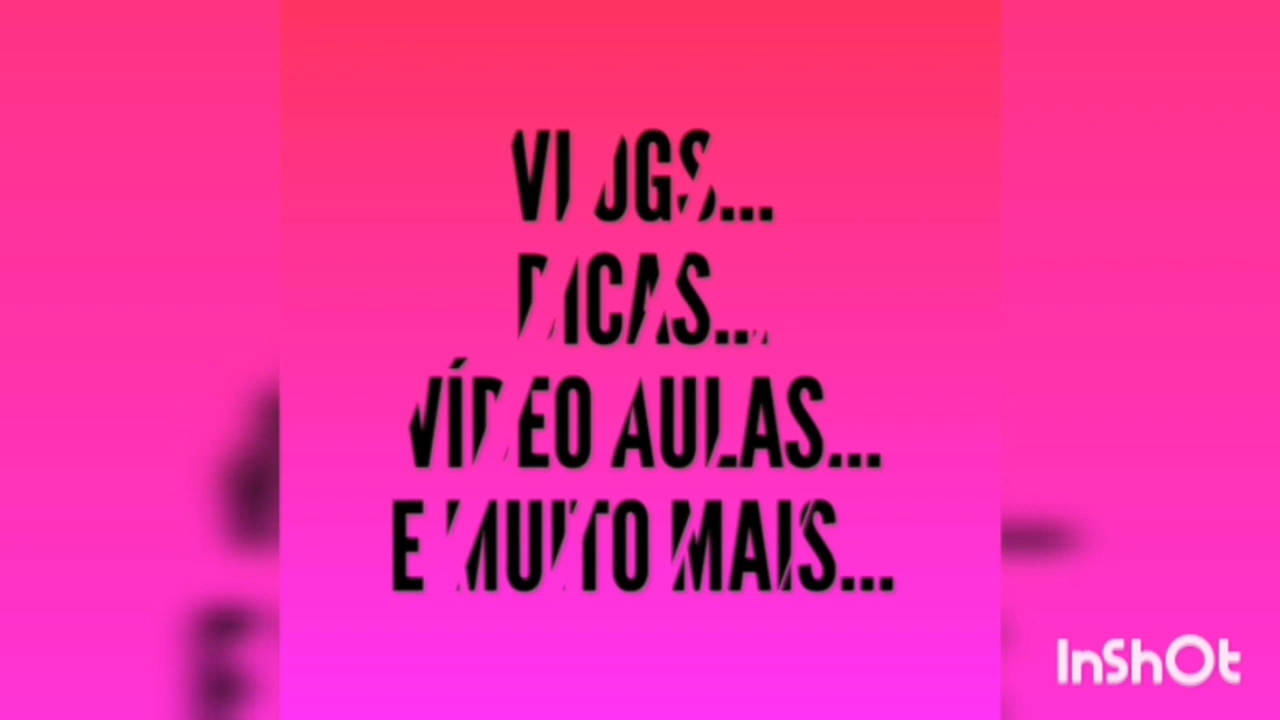 VLOGS...
DICAS...
VÍDEO AULAS...
E MUITO MAIS...
InShOt